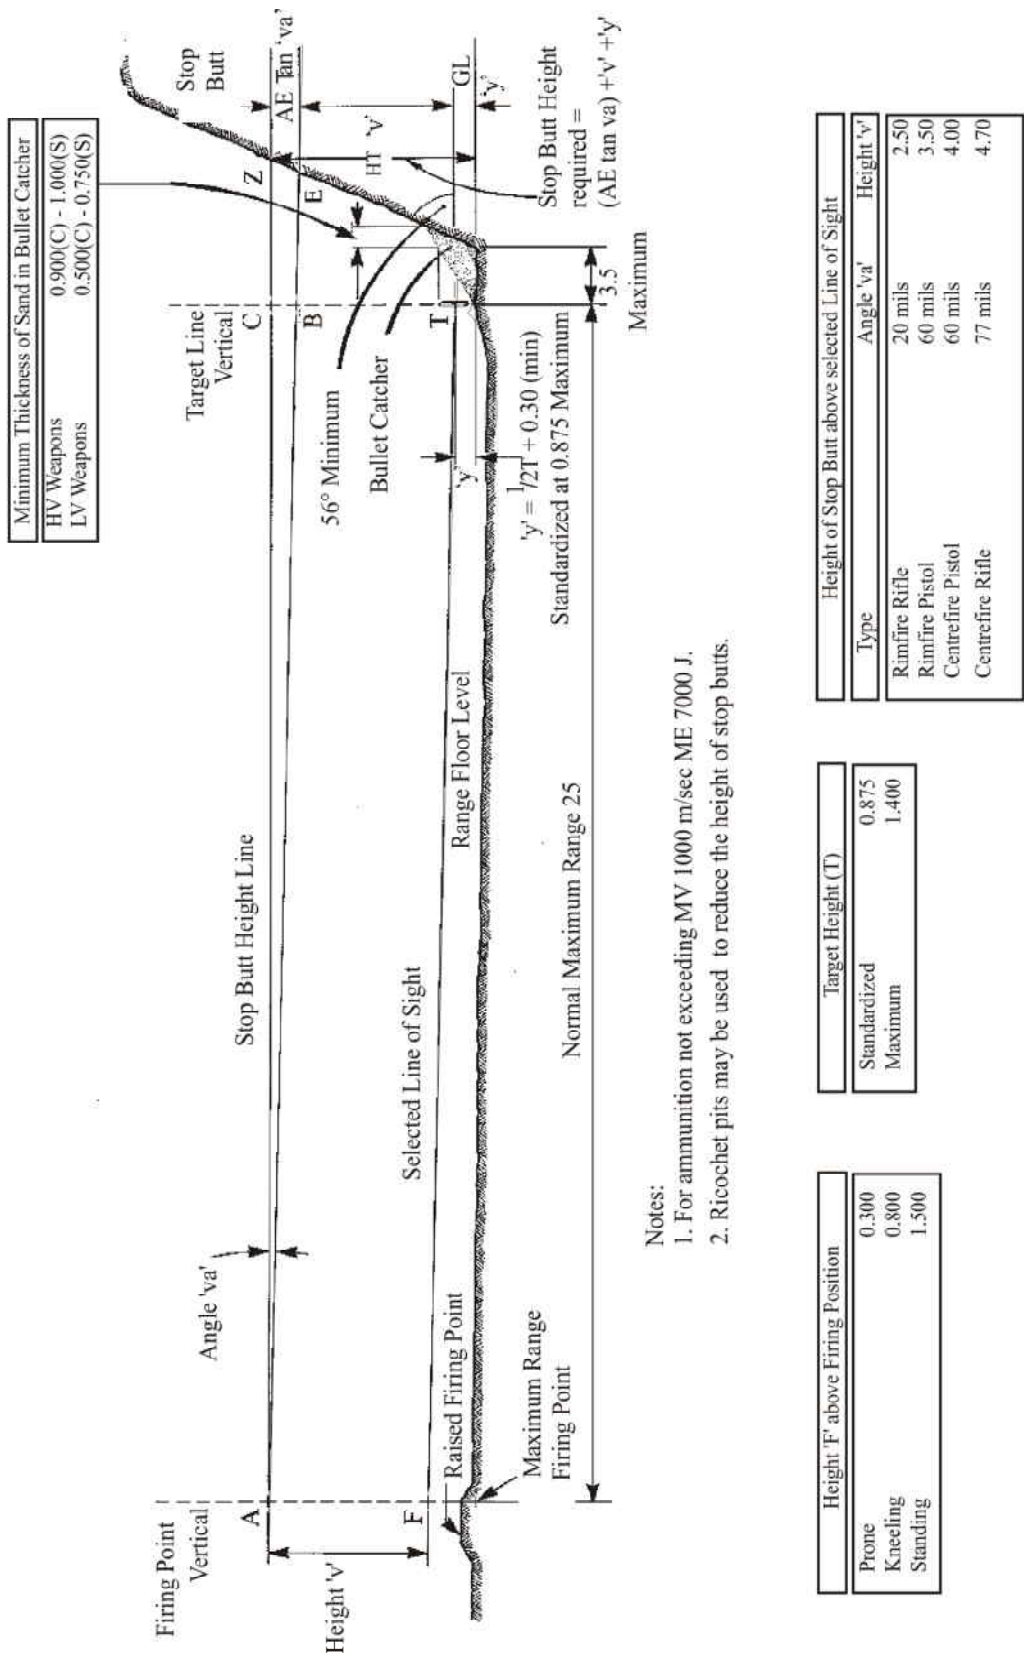 Minimum Thickness of Sand in Bullet Catcher
HV Weapons 0.900(C) - 1.000(S)
LV Weapons 0.500(C) - 0.750(S)
Firing Point
Vertical
A
F
Height 'v'
Angle 'va'
Stop Butt Height Line
Selected Line of Sight
Raised Firing Point
Range Floor Level
Maximum Range
Firing Point
Target Line
Vertical
C
B
T
Z
E
56° Minimum
Bullet Catcher
Stop
Butt
AE Tan 'va'
'v'
HT
GL
'y'
'y'
'y' = 1/2T + 0.30 (min)
Standardized at 0.875 Maximum
3.5
Maximum
Stop Butt Height
required =
(AE tan va) +'v' +'y'
Normal Maximum Range 25
Notes:
1. For ammunition not exceeding MV 1000 m/sec ME 7000 J.
2. Ricochet pits may be used to reduce the height of stop butts.
Height 'F' above Firing Position
Prone 0.300
Kneeling 0.800
Standing 1.500
Target Height (T)
Standardized 0.875
Maximum 1.400
Height of Stop Butt above selected Line of Sight
Type Angle 'va' Height 'v'
Rimfire Rifle 20 mils 2.50
Rimfire Pistol 60 mils 3.50
Centrefire Pistol 60 mils 4.00
Centrefire Rifle 77 mils 4.70